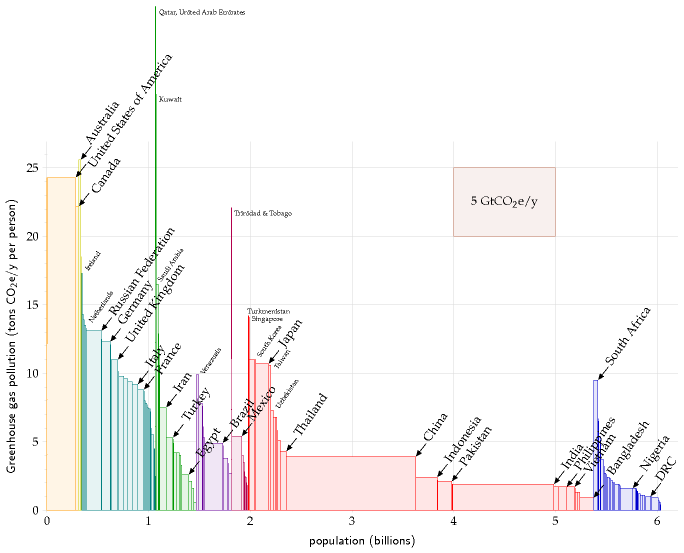 Qatar, United Arab Emirates
Kuwait
Australia
United States of America
Canada
Ireland
Netherlands
Russian Federation
Germany
United Kingdom
Italy
France
Saudi Arabia
Iran
Turkey
Egypt
Venezuela
Trinidad & Tobago
Brazil
Mexico
Turkmenistan
Singapore
South Korea
Japan
Taiwan
Uzbekistan
Thailand
China
Indonesia
Pakistan
India
Philippines
Vietnam
Bangladesh
South Africa
Nigeria
DRC
5 GtCO₂e/y
25
20
15
10
5
0
0 1 2 3 4 5 6
Greenhouse gas pollution (tons CO₂e/y per person)
population (billions)